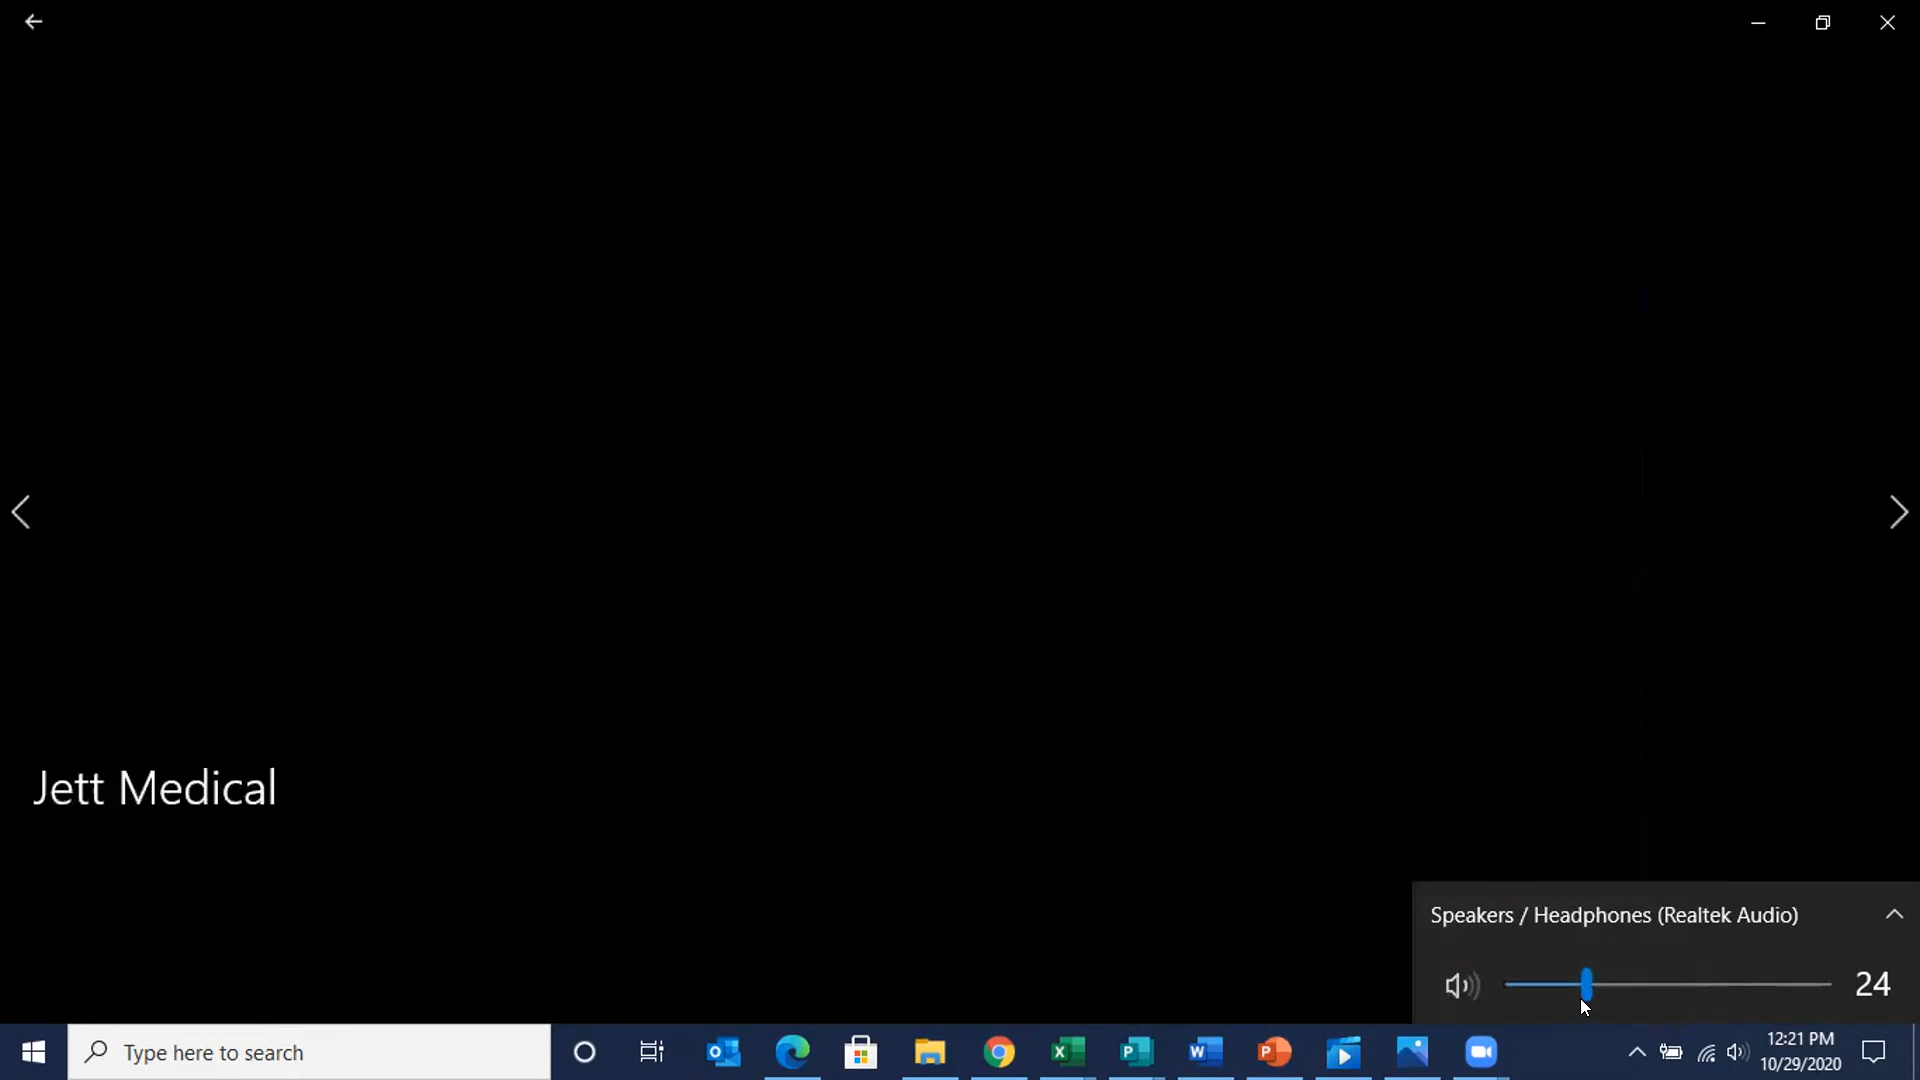 Jett Medical
Speakers / Headphones (Realtek Audio)
24
Type here to search
12:21 PM
10/29/2020